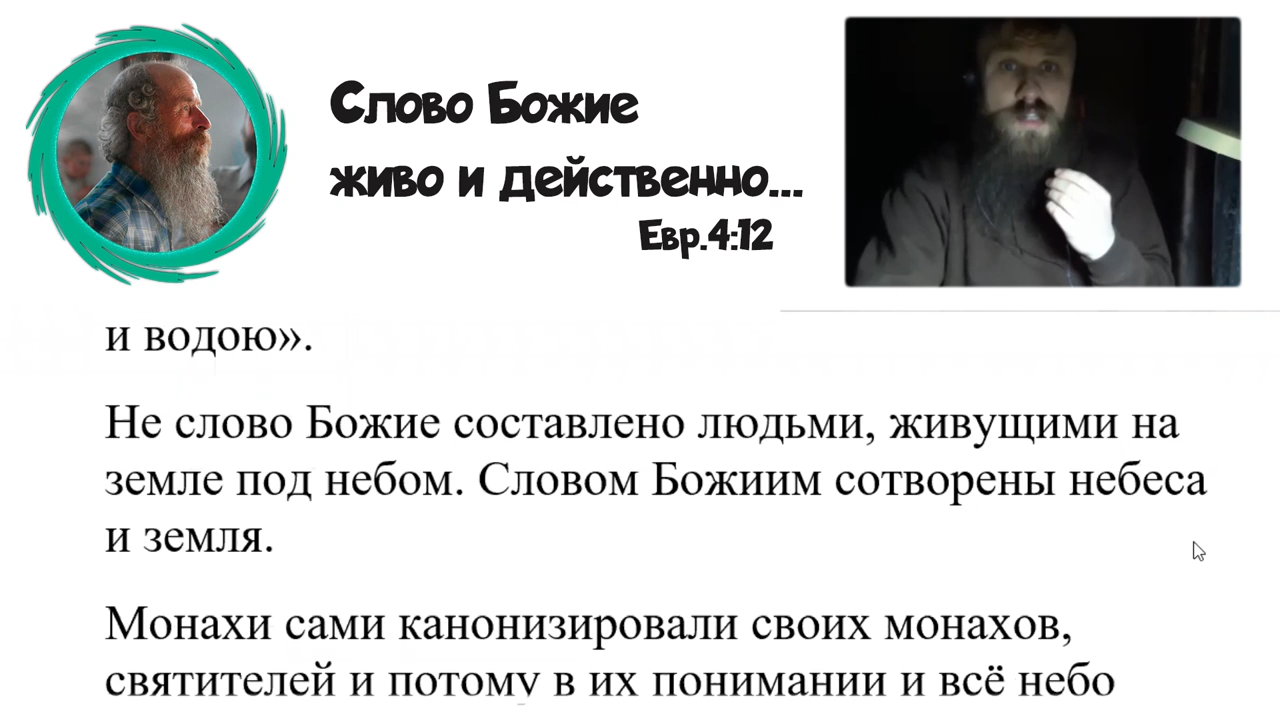 Слово Божие
живо и действенно...
Евр.4:12
и водою».
Не слово Божие составлено людьми, живущими на
земле под небом. Словом Божиим сотворены небеса
и земля.
Монахи сами канонизировали своих монахов,
святителей и потому в их понимании и всё небо